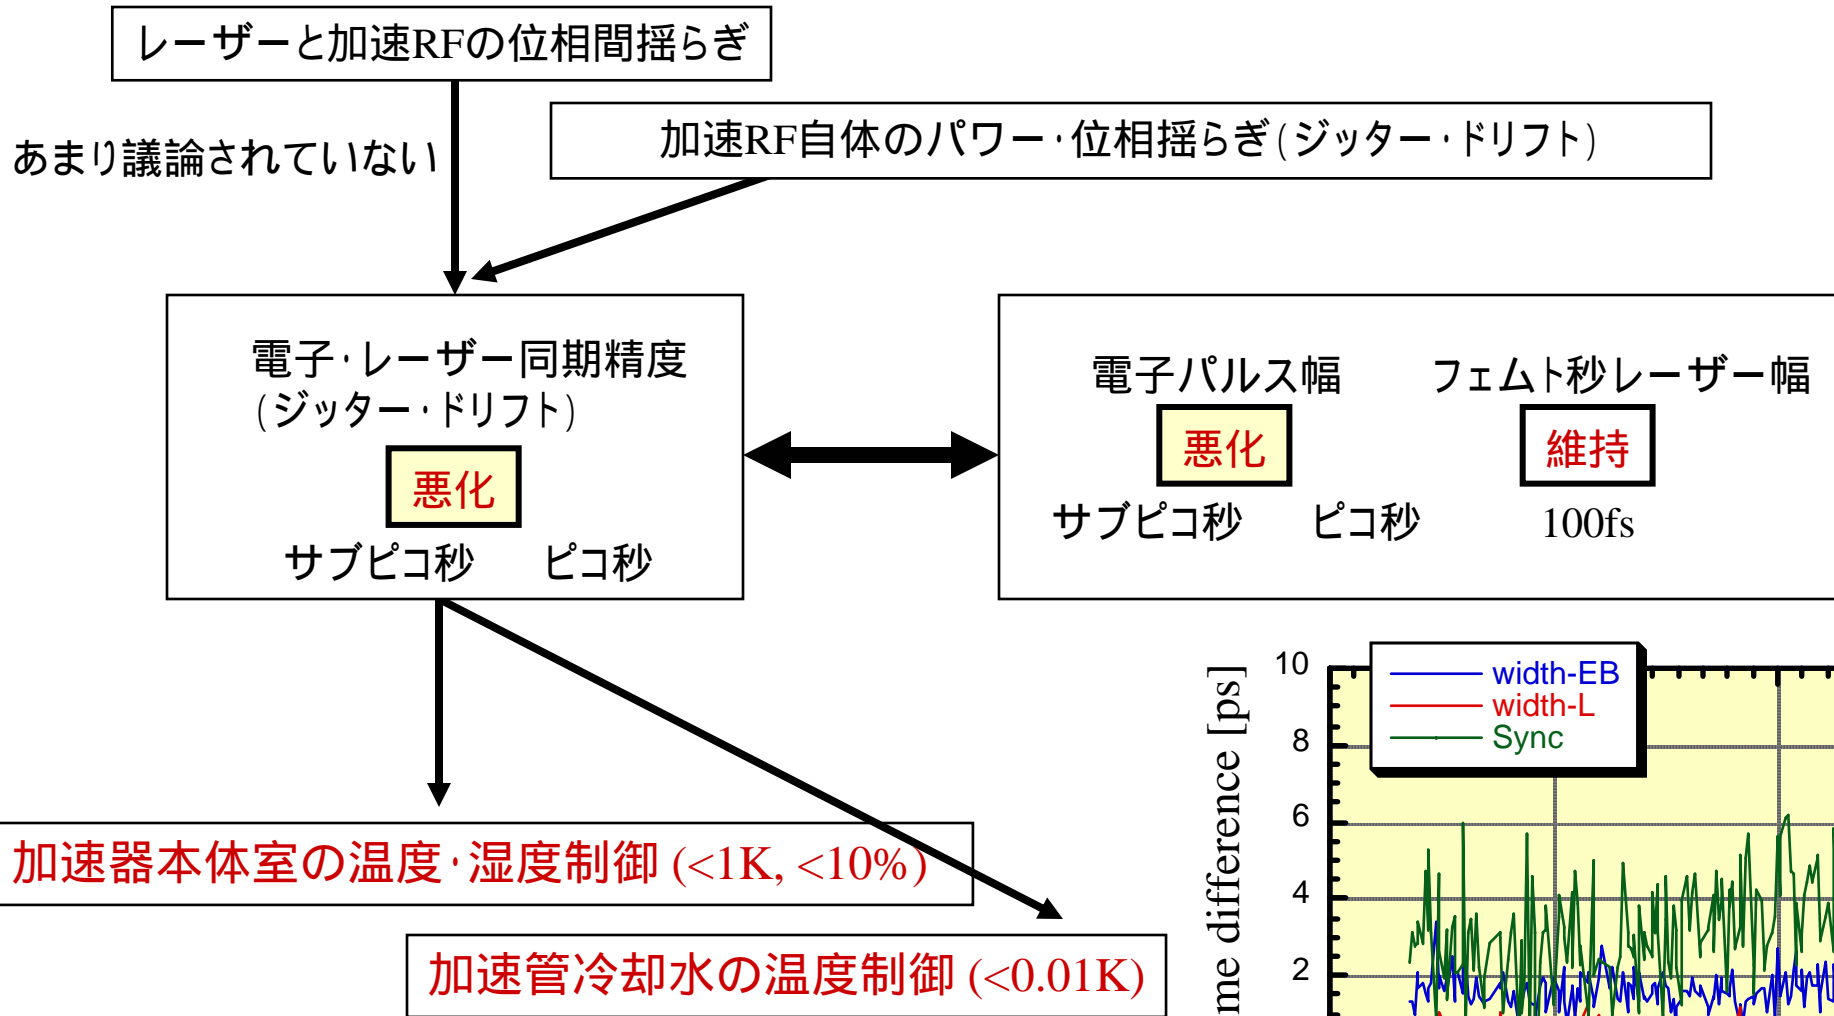 レーザーと加速RFの位相間揺らぎ
あまり議論されていない
加速RF自体のパワー・位相揺らぎ(ジッター・ドリフト)
電子・レーザー同期精度
(ジッター・ドリフト)
悪化
サブピコ秒 ピコ秒
電子パルス幅 フェムト秒レーザー幅
悪化 維持
サブピコ秒 ピコ秒 100fs
加速器本体室の温度・湿度制御 (<1K, <10%)
加速管冷却水の温度制御 (<0.01K)
me difference [ps]
10
8
6
4
2
width-EB
width-L
Sync